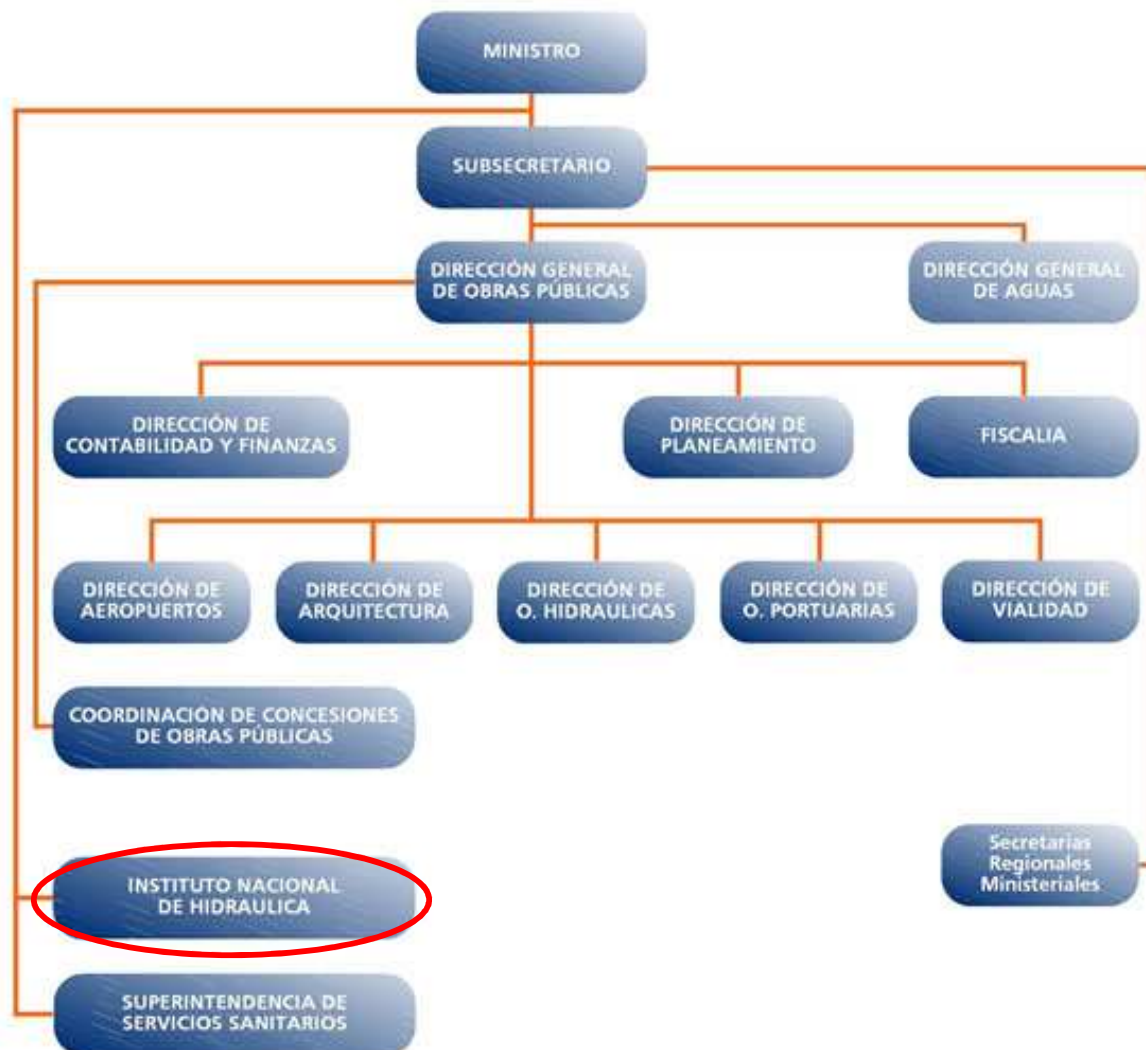 MINISTRO
SUBSECRETARIO
DIRECCIÓN GENERAL
DE OBRAS PÚBLICAS
DIRECCIÓN GENERAL
DE AGUAS
DIRECCIÓN DE
CONTABILIDAD Y FINANZAS
DIRECCIÓN DE
PLANEAMIENTO
FISCALIA
DIRECCIÓN DE
AEROPUERTOS
DIRECCIÓN DE
ARQUITECTURA
DIRECCIÓN DE
O. HIDRAULICAS
DIRECCIÓN DE
O. PORTUARIAS
DIRECCIÓN DE
VIALIDAD
COORDINACIÓN DE CONCESIONES
DE OBRAS PÚBLICAS
Secretarias
Regionales
Ministeriales
INSTITUTO NACIONAL
DE HIDRAULICA
SUPERINTENDENCIA DE
SERVICIOS SANITARIOS